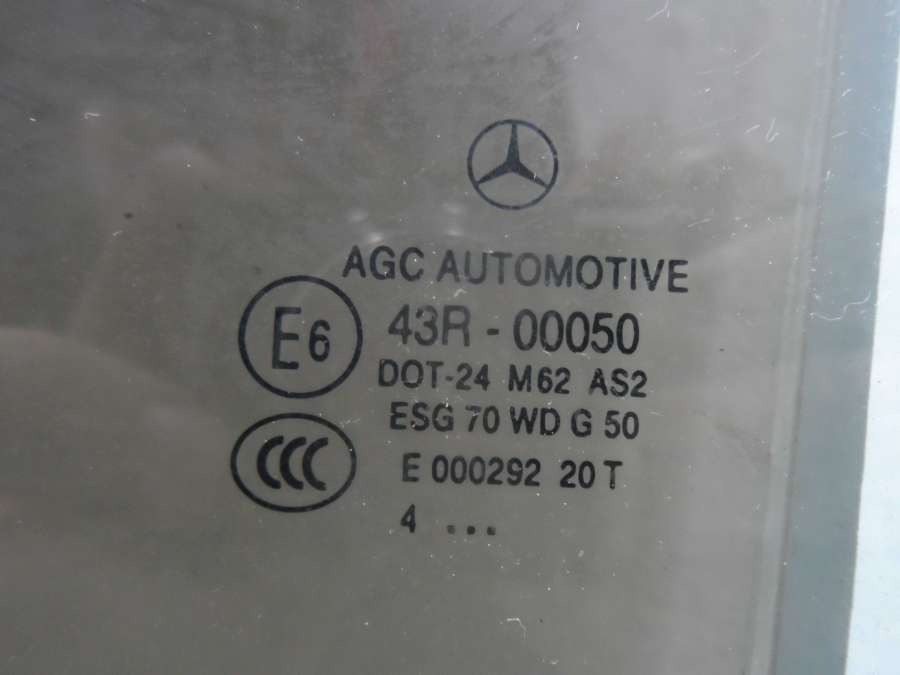 AGC AUTOMOTIVE
E6
43R - 00050
DOT-24 M62 AS2
ESG 70 WD G 50
CCC
E 000292 20 T
4 ...